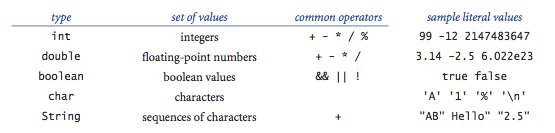 type set of values common operators sample literal values
int integers + - * / % 99 -12 2147483647
double floating-point numbers + - * / 3.14 -2.5 6.022e23
boolean boolean values && || ! true false
char characters 'A' '1' '%' '\n'
String sequences of characters + "AB" Hello" "2.5"